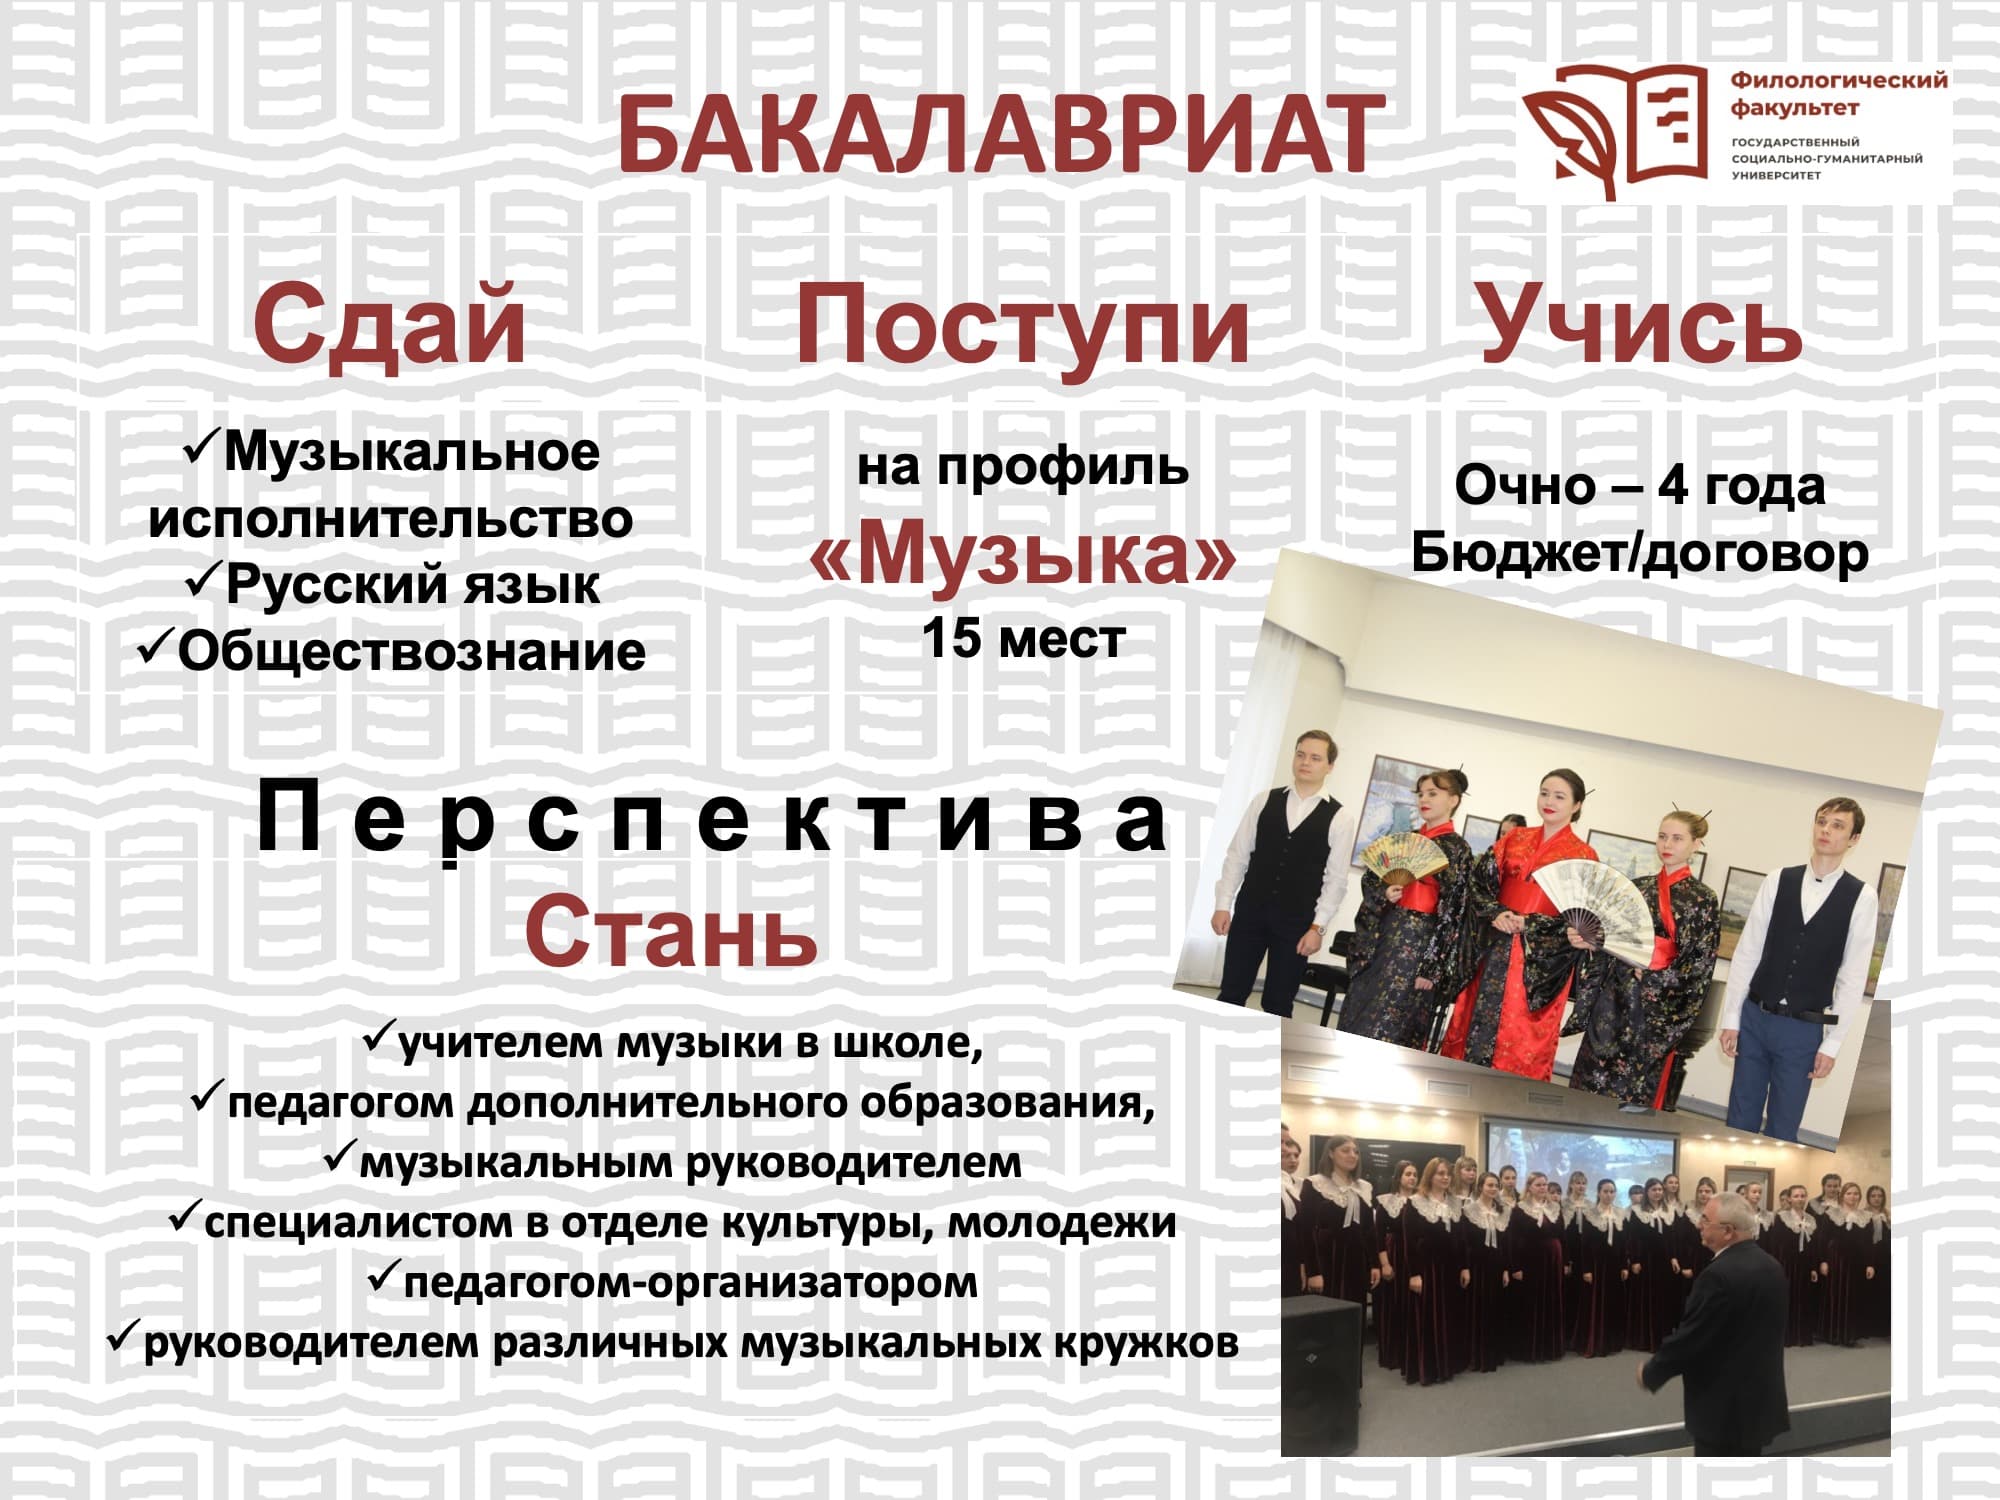 БАКАЛАВРИАТ
Филологический
факультет
ГОСУДАРСТВЕННЫЙ
СОЦИАЛЬНО-ГУМАНИТАРНЫЙ
УНИВЕРСИТЕТ
Сдай
✓Музыкальное
исполнительство
✓Русский язык
✓Обществознание
Поступи
на профиль
«Музыка»
15 мест
Учись
Очно – 4 года
Бюджет/договор
П е р с п е к т и в а
Стань
✓учителем музыки в школе,
✓педагогом дополнительного образования,
✓музыкальным руководителем
✓специалистом в отделе культуры, молодежи
✓педагогом-организатором
✓руководителем различных музыкальных кружков